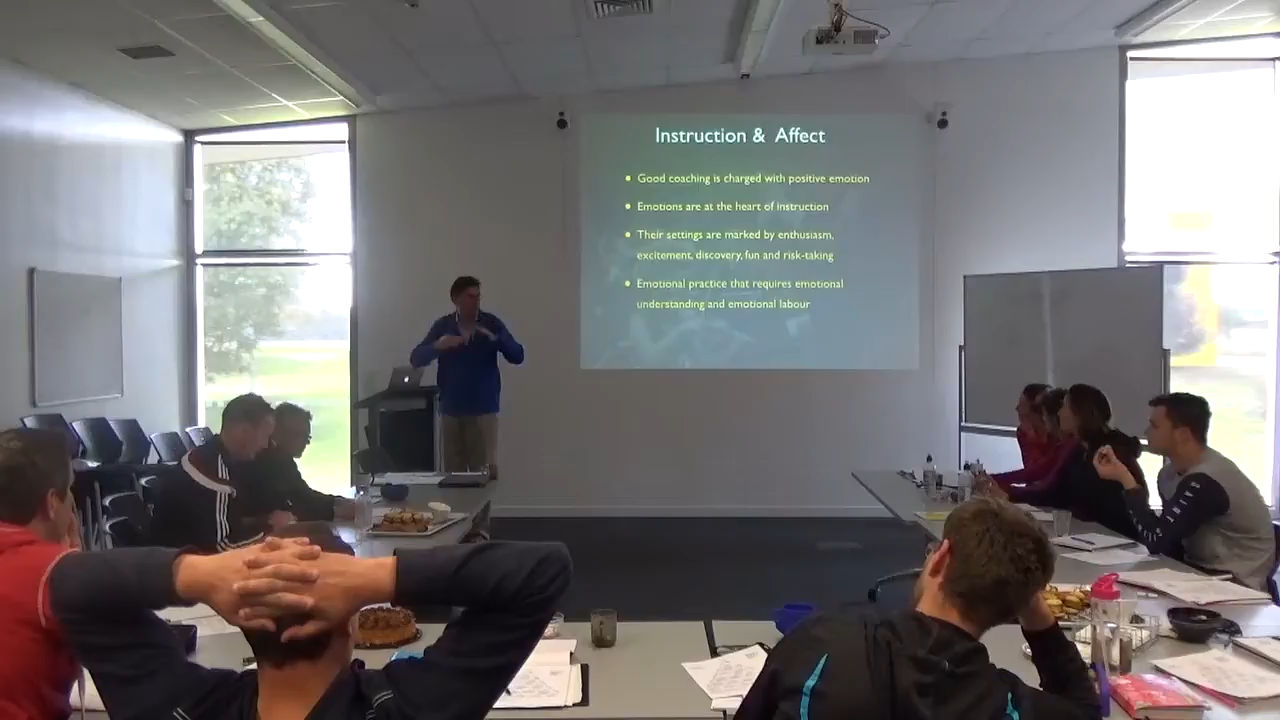 Instruction & Affect
Good coaching is charged with positive emotion
Emotions are at the heart of instruction
Their settings are marked by enthusiasm,
excitement, discovery, fun and risk-taking
Emotional practice that requires emotional
understanding and emotional labour